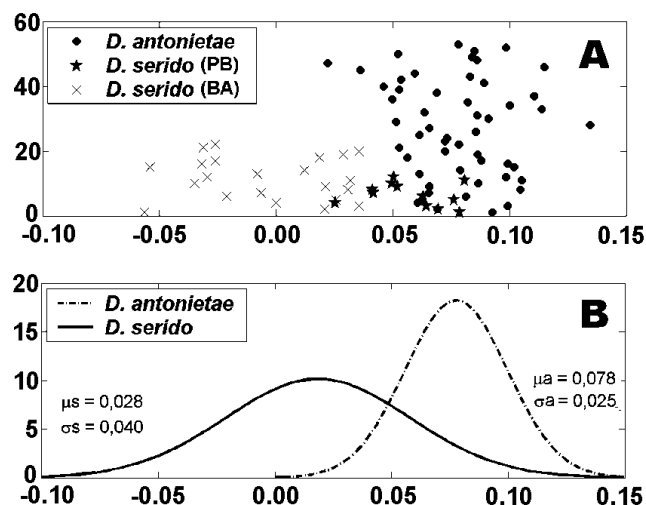 60
40
20
0
D. antonietae
D. serido (PB)
D. serido (BA)
A
-0.10 -0.05 0.00 0.05 0.10 0.15
20
15
10
5
0
D. antonietae
D. serido
B
μs = 0,028
σs = 0,040
μa = 0,078
σa = 0,025
-0.10 -0.05 0.00 0.05 0.10 0.15